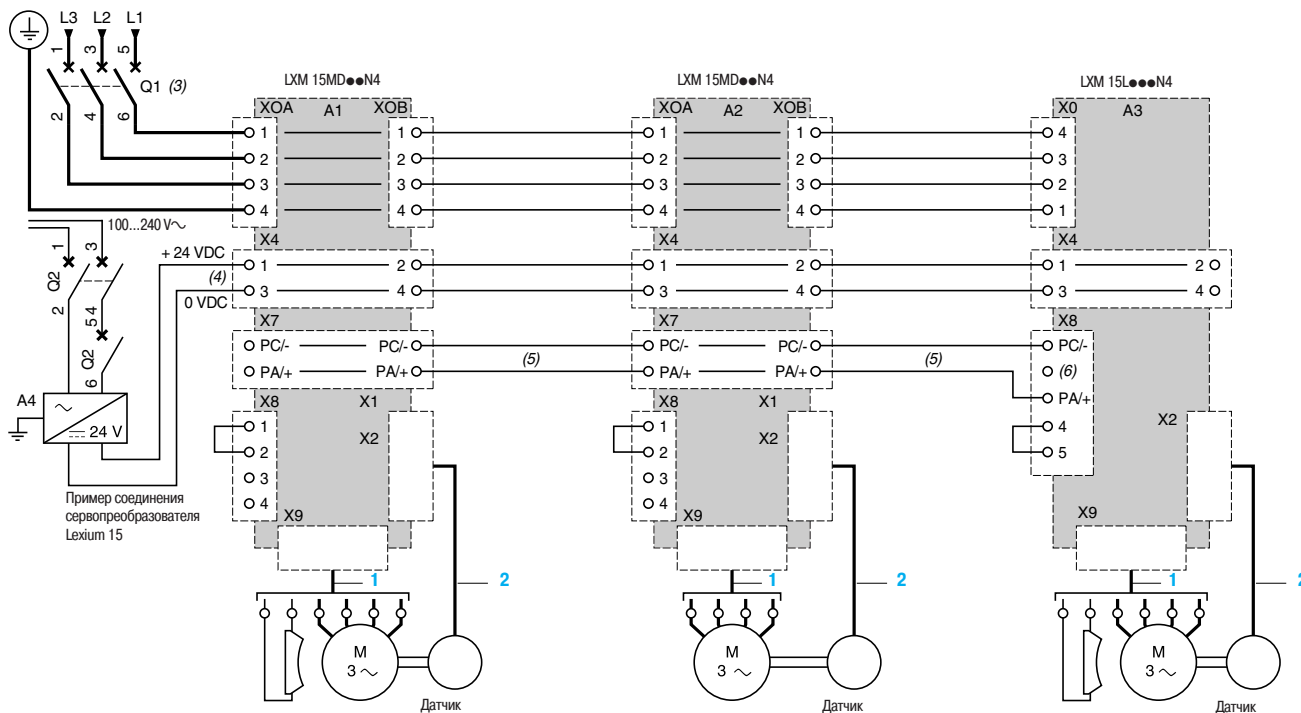 L3 L2 L1
1 3 5
Q1 (3)
2 4 6
LXM 15MD●●N4
LXM 15MD●●N4
LXM 15L●●●N4
XOA A1 XOB
XOA A2 XOB
X0 A3
1 1 1 1 4
2 2 2 2 3
3 3 3 3 2
4 4 4 4 1
100...240 V~
X4 X4 X4
+ 24 VDC
1 2 1 2 1 2
(4)
3 4 3 4 3 4
0 VDC
1 3
Q2
2 4
5
Q2
6
X7 X7 X8
PC/- PC/- PC/- PC/- PC/-
(5) (5) (6)
PA/+ PA/+ PA/+ PA/+ PA/+
A4
24 V
X8 X1 X8 X1
1 1 4
X2 X2 X2
2 2 5
3 3
4 4
X9 X9 X9
Пример соединения
сервопреобразователя
Lexium 15
1 2 1 2 1 2
M M M
3 ~ 3 ~ 3 ~
Датчик Датчик Датчик